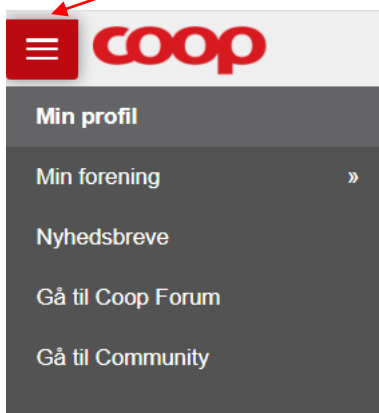 coop
Min profil
Min forening »
Nyhedsbreve
Gå til Coop Forum
Gå til Community